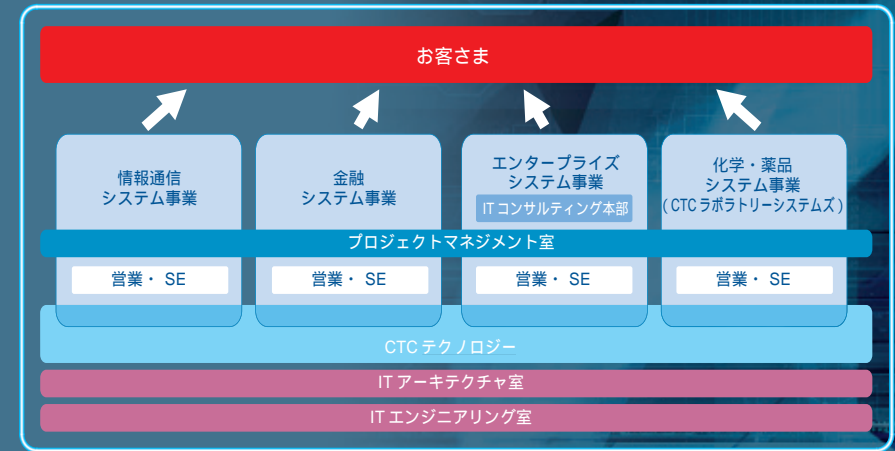 お客さま
情報通信
システム事業
金融
システム事業
エンタープライズ
システム事業
ITコンサルティング本部
化学・薬品
システム事業
(CTCラボラトリーシステムズ)
プロジェクトマネジメント室
営業・ SE
営業・ SE
営業・ SE
営業・ SE
CTCテクノロジー
ITアーキテクチャ室
ITエンジニアリング室